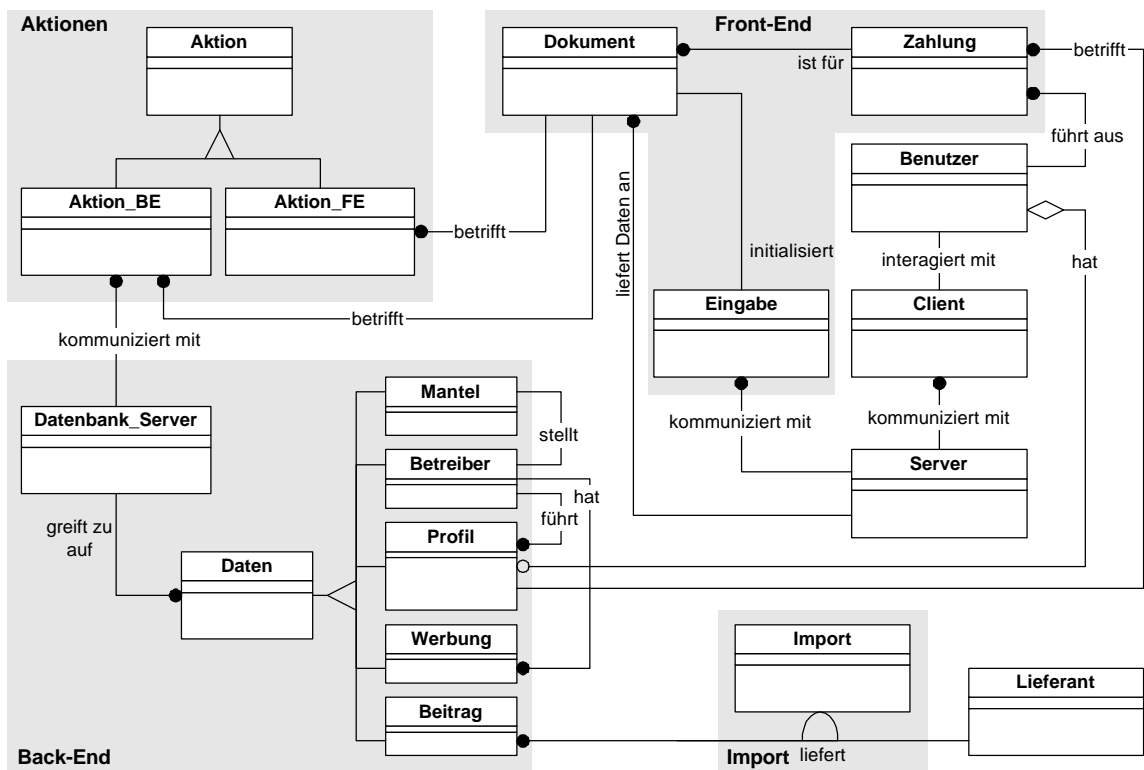 Aktionen
Aktion
Aktion_BE
Aktion_FE
Front-End
Dokument
Zahlung
ist für
betrifft
führt aus
Benutzer
betrifft
liefert Daten an
initialisiert
interagiert mit
hat
Eingabe
Client
betrifft
kommuniziert mit
kommuniziert mit
kommuniziert mit
Server
Datenbank_Server
Mantel
stellt
Betreiber
hat
führt
greift zu
auf
Profil
Daten
Werbung
Beitrag
Back-End
Import
Lieferant
Import
liefert